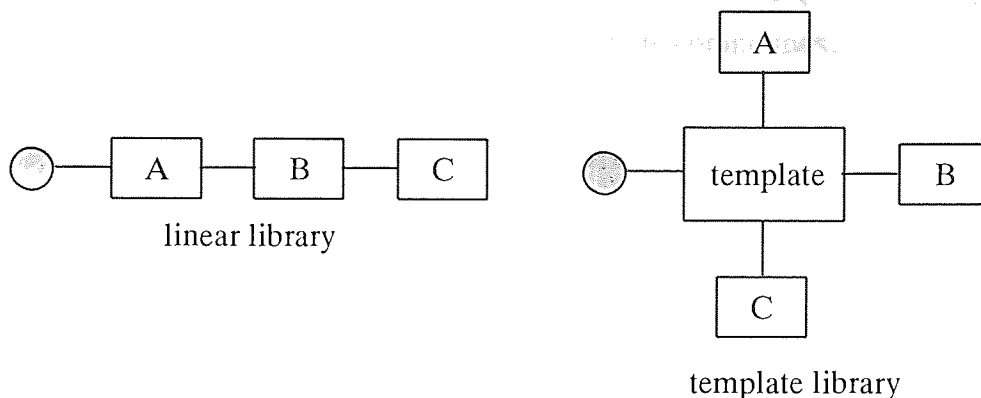 A
A B C
template B
linear library
C
template library